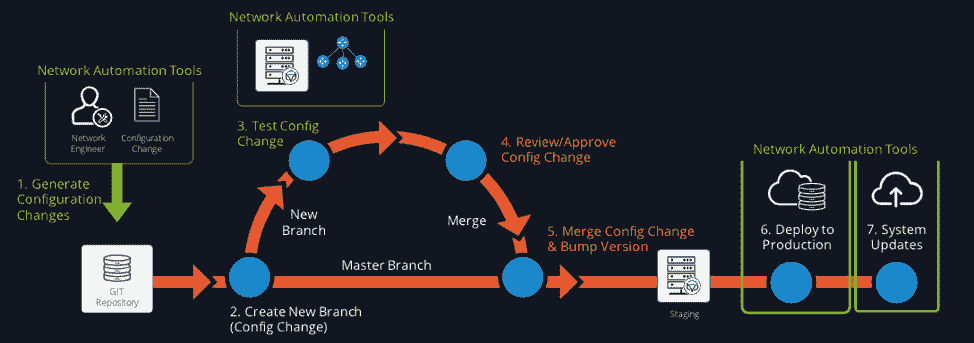 Network Automation Tools
Network Automation Tools
Network
Engineer
Configuration
Change
1. Generate
Configuration
Changes
3. Test Config
Change
4. Review/Approve
Config Change
Network Automation Tools
New
Branch
Merge
5. Merge Config Change
& Bump Version
6. Deploy to
Production
7. System
Updates
Master Branch
GIT
Repository
2. Create New Branch
(Config Change)
Staging